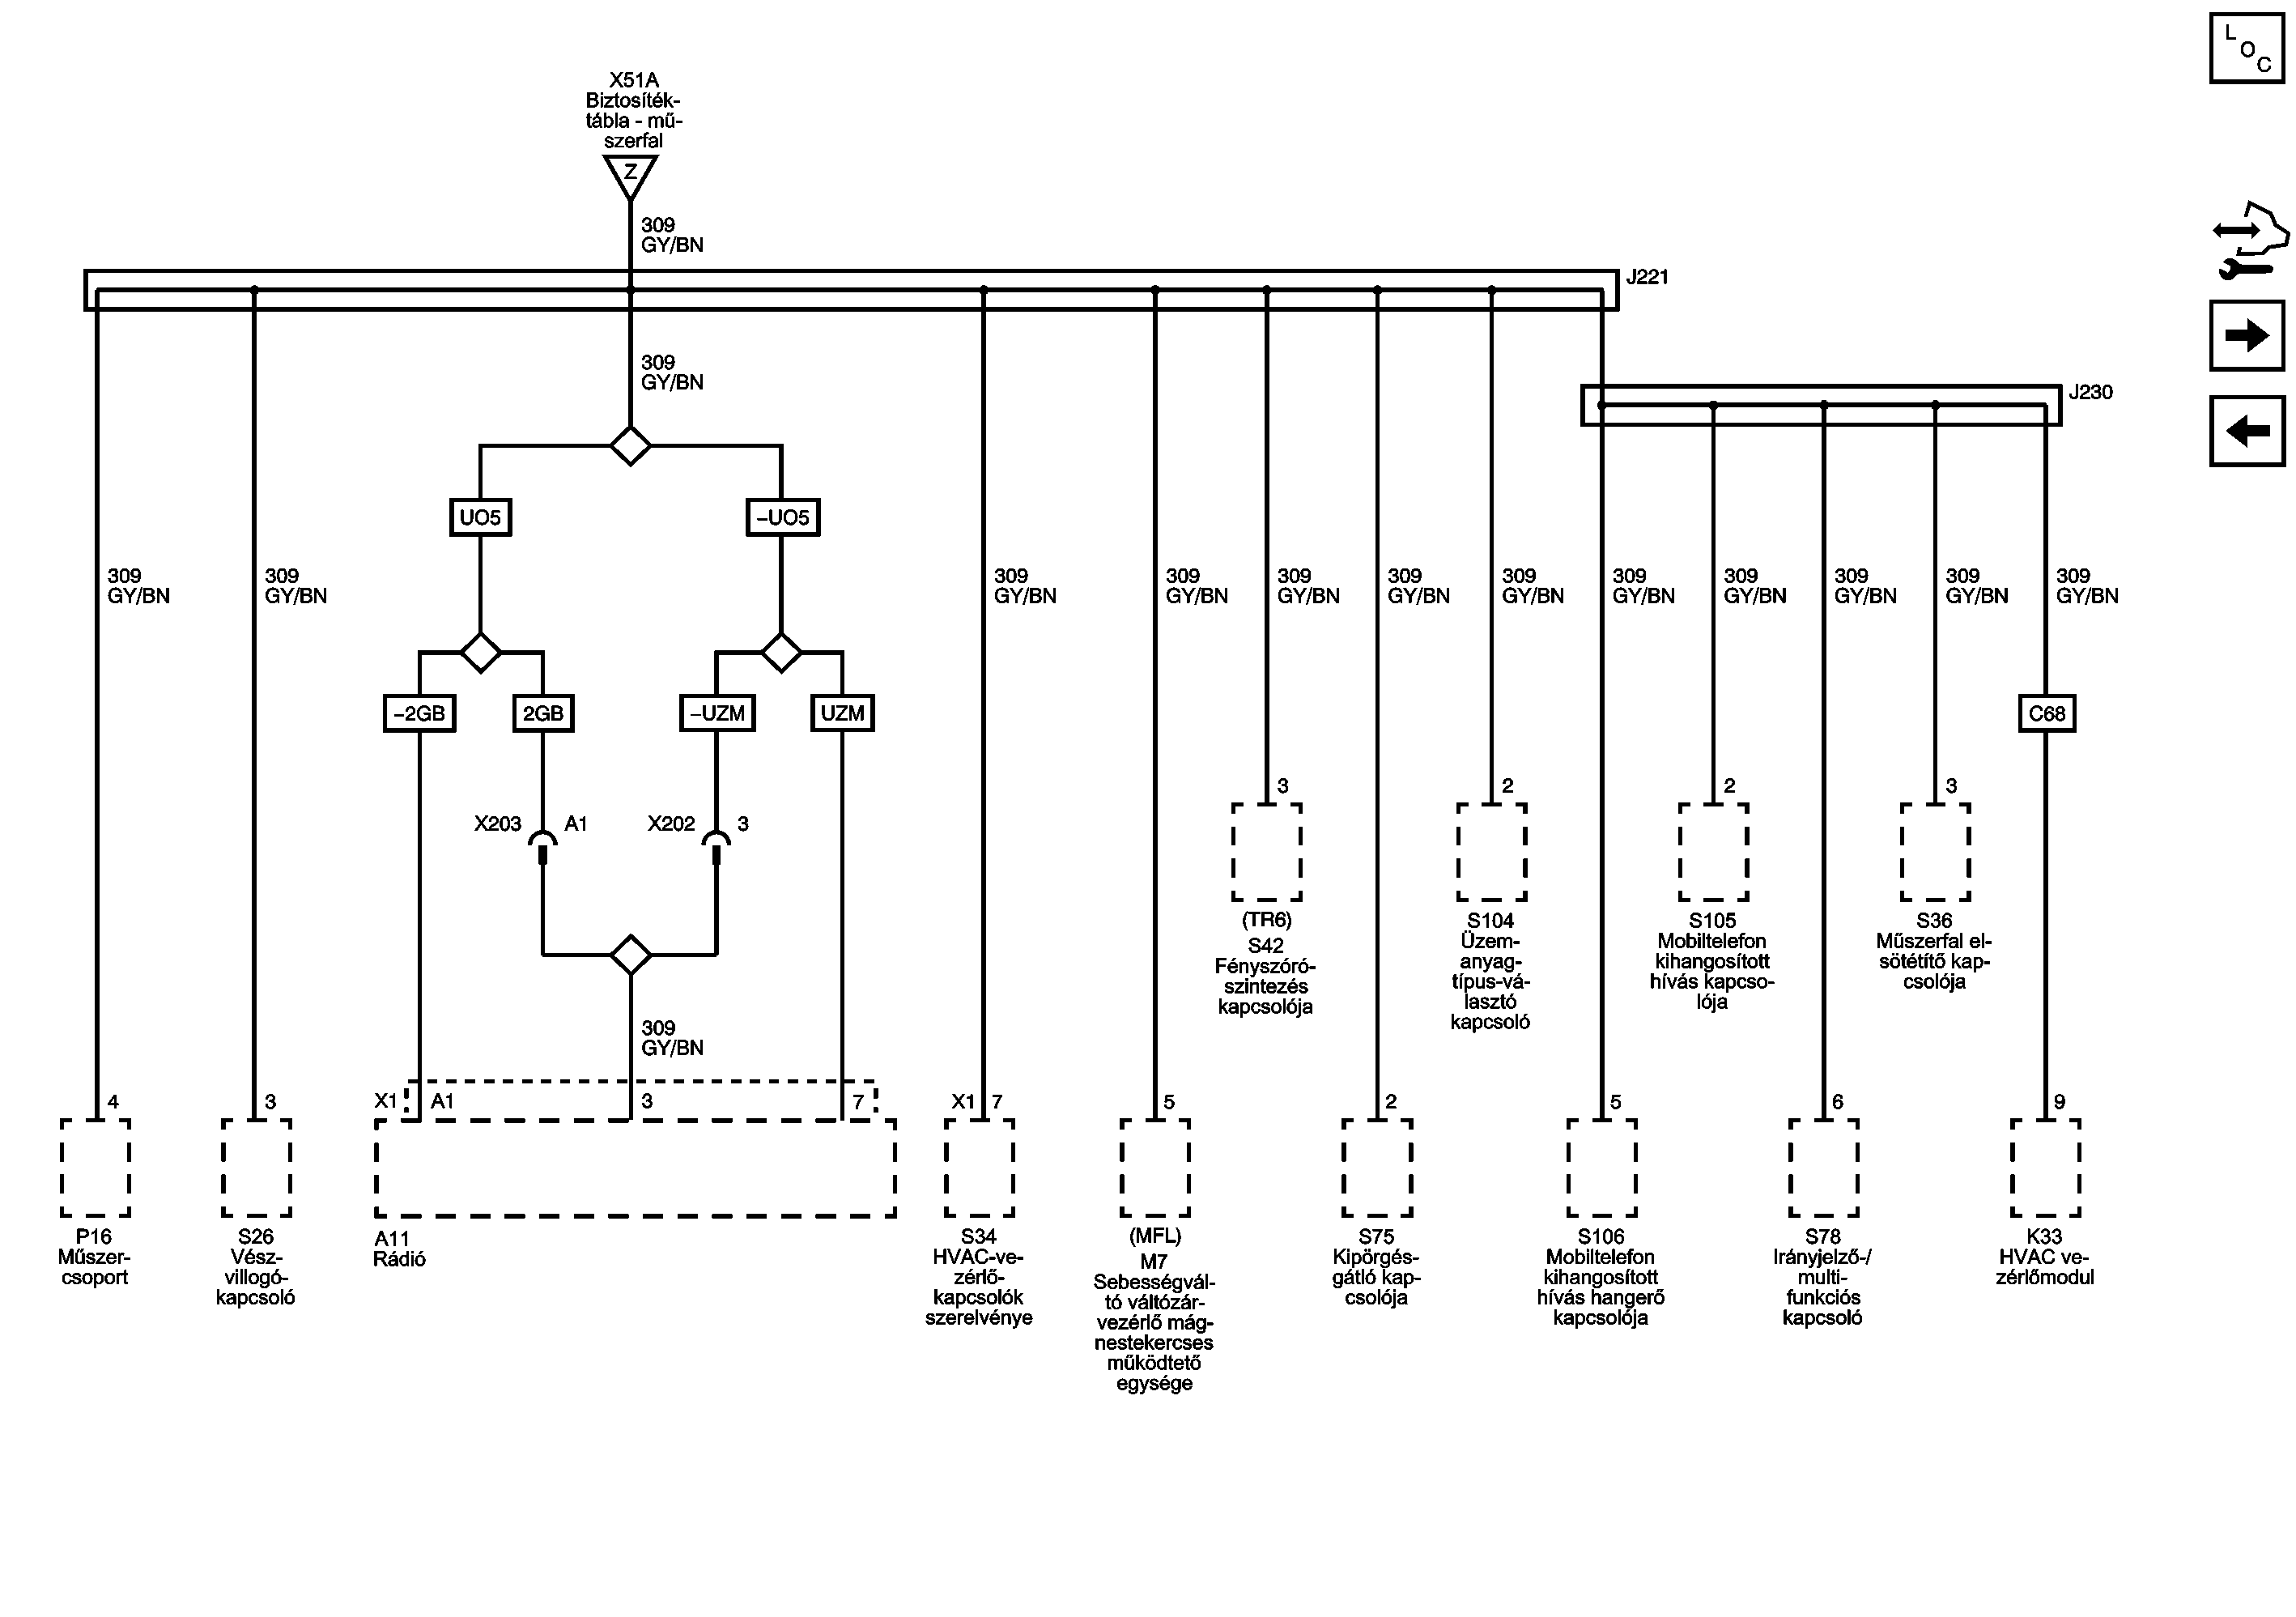 L
O
C
X51A
Biztosíték-
tábla - mű-
szerfal
Z
309
GY/BN
J221
309
GY/BN
J230
UO5
–UO5
309
GY/BN
309
GY/BN
309
GY/BN
309
GY/BN
309
GY/BN
309
GY/BN
309
GY/BN
309
GY/BN
309
GY/BN
309
GY/BN
309
GY/BN
309
GY/BN
–2GB
2GB
–UZM
UZM
C68
X203
A1
X202
3
3
2
2
3
(TR6)
S42
Fényszóró-
szintezés
kapcsolója
S104
Üzem-
anyag-
típus-vá-
lasztó
kapcsoló
S105
Mobiltelefon
kihangosított
hívás kapcso-
lója
S36
Műszerfal el-
sötétítő kap-
csolója
309
GY/BN
4
3
X1
A1
3
7
X1
7
5
2
5
6
9
P16
Műszer-
csoport
S26
Vész-
villogó-
kapcsoló
A11
Rádió
S34
HVAC-ve-
zérlő-
kapcsolók
szerelvénye
(MFL)
M7
Sebességvál-
tó váltózár-
vezérlő mág-
nestekercses
működtető
egysége
S75
Kipörgés-
gátló kap-
csolója
S106
Mobiltelefon
kihangosított
hívás hangerő
kapcsolója
S78
Irányjelző-/
multi-
funkciós
kapcsoló
K33
HVAC ve-
zérlőmodul